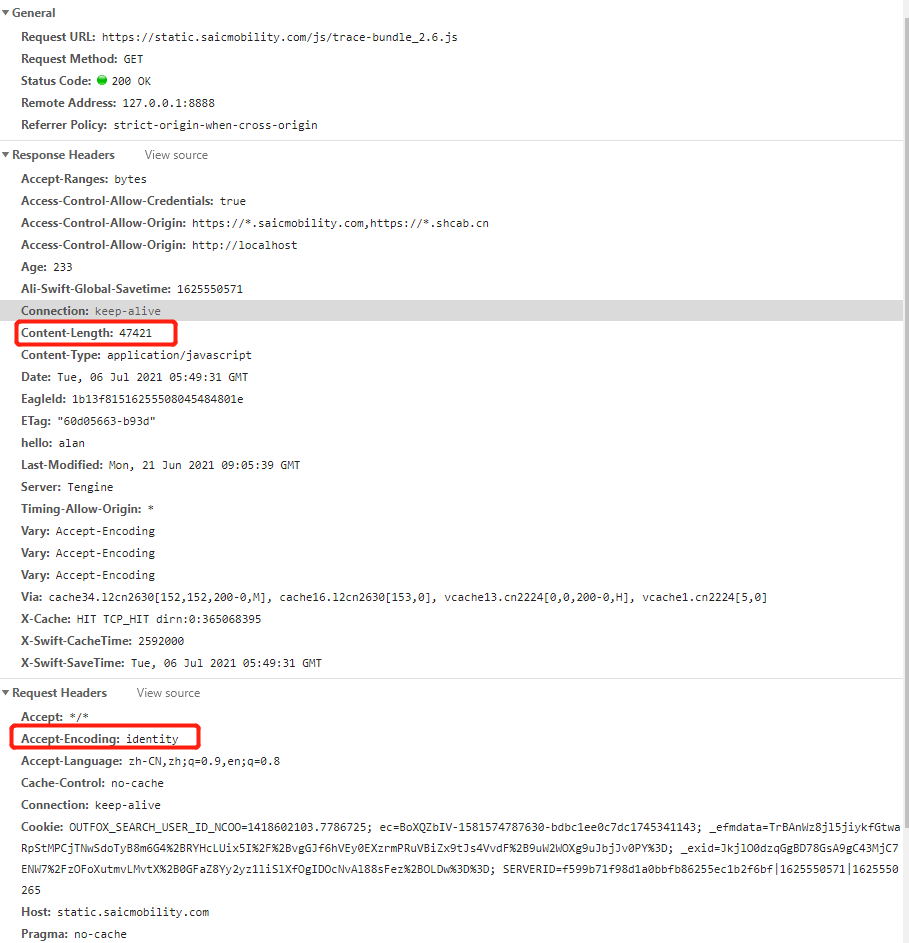 General
Request URL: https://static.saicmobility.com/js/trace-bundle_2.6.js
Request Method: GET
Status Code: 200 OK
Remote Address: 127.0.0.1:8888
Referrer Policy: strict-origin-when-cross-origin
Response Headers View source
Accept-Ranges: bytes
Access-Control-Allow-Credentials: true
Access-Control-Allow-Origin: https://*.saicmobility.com,https://*.shcab.cn
Access-Control-Allow-Origin: http://localhost
Age: 233
Ali-Swift-Global-Savetime: 1625550571
Connection: keep-alive
Content-Length: 47421
Content-Type: application/javascript
Date: Tue, 06 Jul 2021 05:49:31 GMT
EagleId: 1b13f81516255508045484801e
ETag: "60d05663-b93d"
hello: alan
Last-Modified: Mon, 21 Jun 2021 09:05:39 GMT
Server: Tengine
Timing-Allow-Origin: *
Vary: Accept-Encoding
Vary: Accept-Encoding
Vary: Accept-Encoding
Via: cache34.l2cn2630[152,152,200-0,M], cache16.l2cn2630[153,0], vcache13.cn2224[0,0,200-0,H], vcache1.cn2224[5,0]
X-Cache: HIT TCP_HIT dirn:0:365068395
X-Swift-CacheTime: 2592000
X-Swift-SaveTime: Tue, 06 Jul 2021 05:49:31 GMT
Request Headers View source
Accept: */*
Accept-Encoding: identity
Accept-Language: zh-CN,zh;q=0.9,en;q=0.8
Cache-Control: no-cache
Connection: keep-alive
Cookie: OUTFOX_SEARCH_USER_ID_NCOO=1418602103.7786725; ec=BoXQZbIV-1581574787630-bdbc1ee0c7dc1745341143; _efmdata=TrBAnWz8jl5jiykfGtwa
RpStMPCjTNwSdoTyB8m6G4%2BRYHcLUix5I%2F%2BvgGJf6hVEy0EXzrmPRuVBiZx9tJs4VvdF%2B9uW2WOXg9uJbjJv0PY%3D; _exid=JkjlO0dzqGgBD78GsA9gC43MjC7
ENW7%2FzOFoXutmvLMvtX%2B0GFaZ8Yy2yz1liSlXfOgIDOcNvAl88sFez%2BOLDw%3D%3D; SERVERID=f599b71f98d1a0bbfb86255ec1b2f6bf|1625550571|1625550
265
Host: static.saicmobility.com
Pragma: no-cache